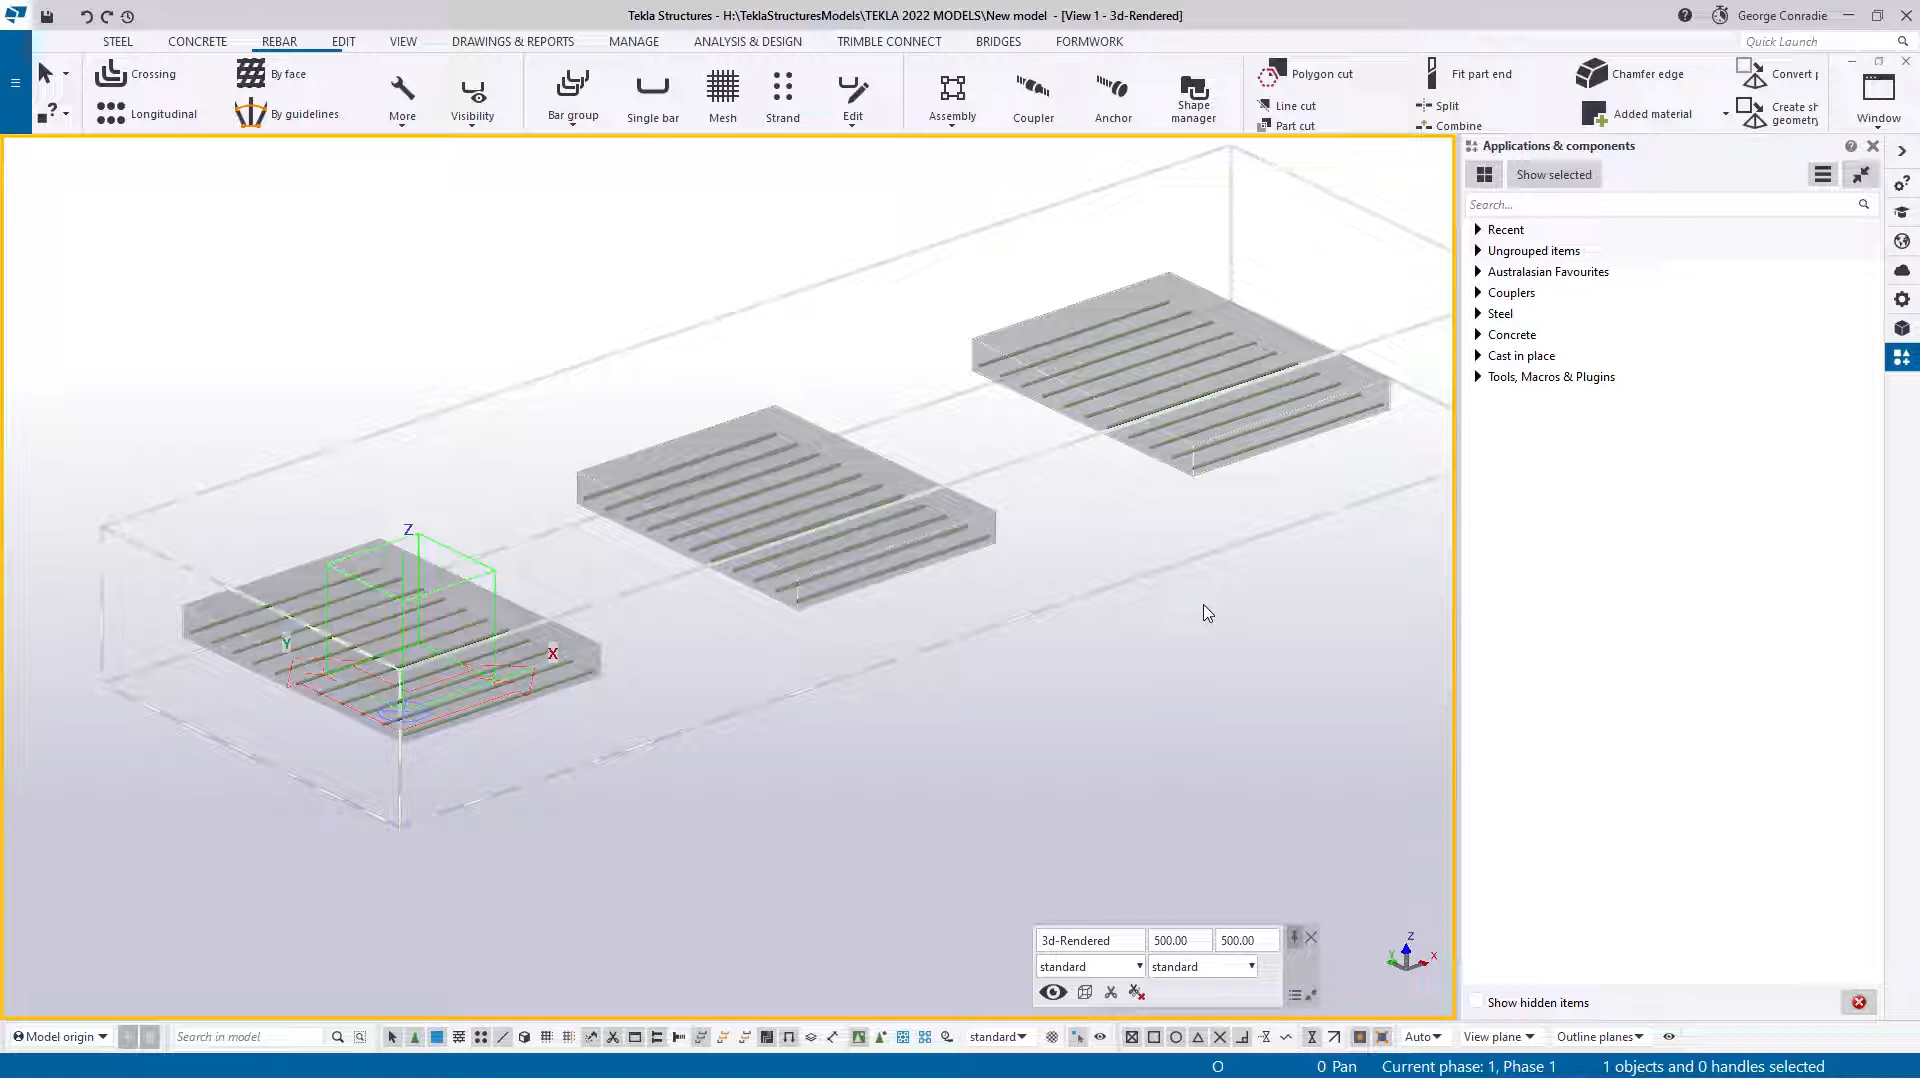 Tekla Structures - H:\TeklaStructuresModels\TEKLA 2022 MODELS\New model - [View 1 - 3d-Rendered]
George Conradie
STEEL CONCRETE REBAR EDIT VIEW DRAWINGS & REPORTS MANAGE ANALYSIS & DESIGN TRIMBLE CONNECT BRIDGES FORMWORK
Quick Launch
Crossing
Longitudinal
By face
By guidelines
More
Visibility
Bar group
Single bar
Mesh
Strand
Edit
Assembly
Coupler
Anchor
Shape
manager
Polygon cut
Line cut
Part cut
Fit part end
Split
Combine
Chamfer edge
Added material
Convert p
Create sh
geometry
Window
Applications & components
Show selected
Search...
Recent
Ungrouped items
Australasian Favourites
Couplers
Steel
Concrete
Cast in place
Tools, Macros & Plugins
Show hidden items
Z
Y
X
3d-Rendered 500.00 500.00
standard standard
Z
Y
X
Model origin
Search in model
standard
Auto
View plane
Outline planes
O
0 Pan
Current phase: 1, Phase 1
1 objects and 0 handles selected